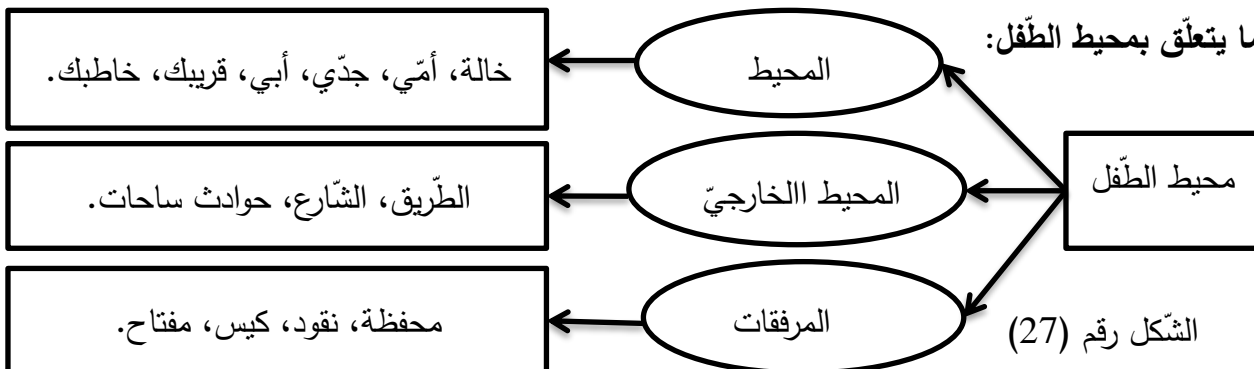 ما يتعلّق بمحيط الطّفل:
محيط الطّفل
المحيط
خالة، أمّي، جدّي، أبي، قريبك، خاطبك.
المحيط االخارجيّ
الطّريق، الشّارع، حوادث ساحات.
المرفقات
محفظة، نقود، كيس، مفتاح.
الشّكل رقم (27)